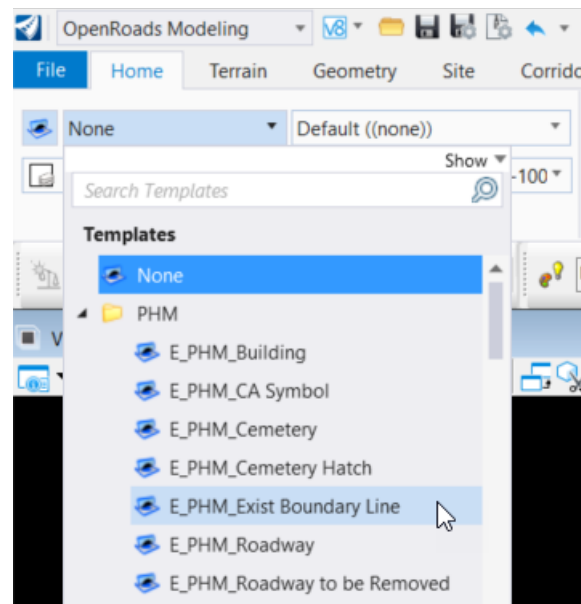 OpenRoads Modeling V8
File Home Terrain Geometry Site
None Default ((none))
Show
-100
Search Templates
Templates
None
PHM
E_PHM_Building
E_PHM_CA Symbol
E_PHM_Cemetery
E_PHM_Cemetery Hatch
E_PHM_Exist Boundary Line
E_PHM_Roadway
E_PHM_Roadway to be Removed